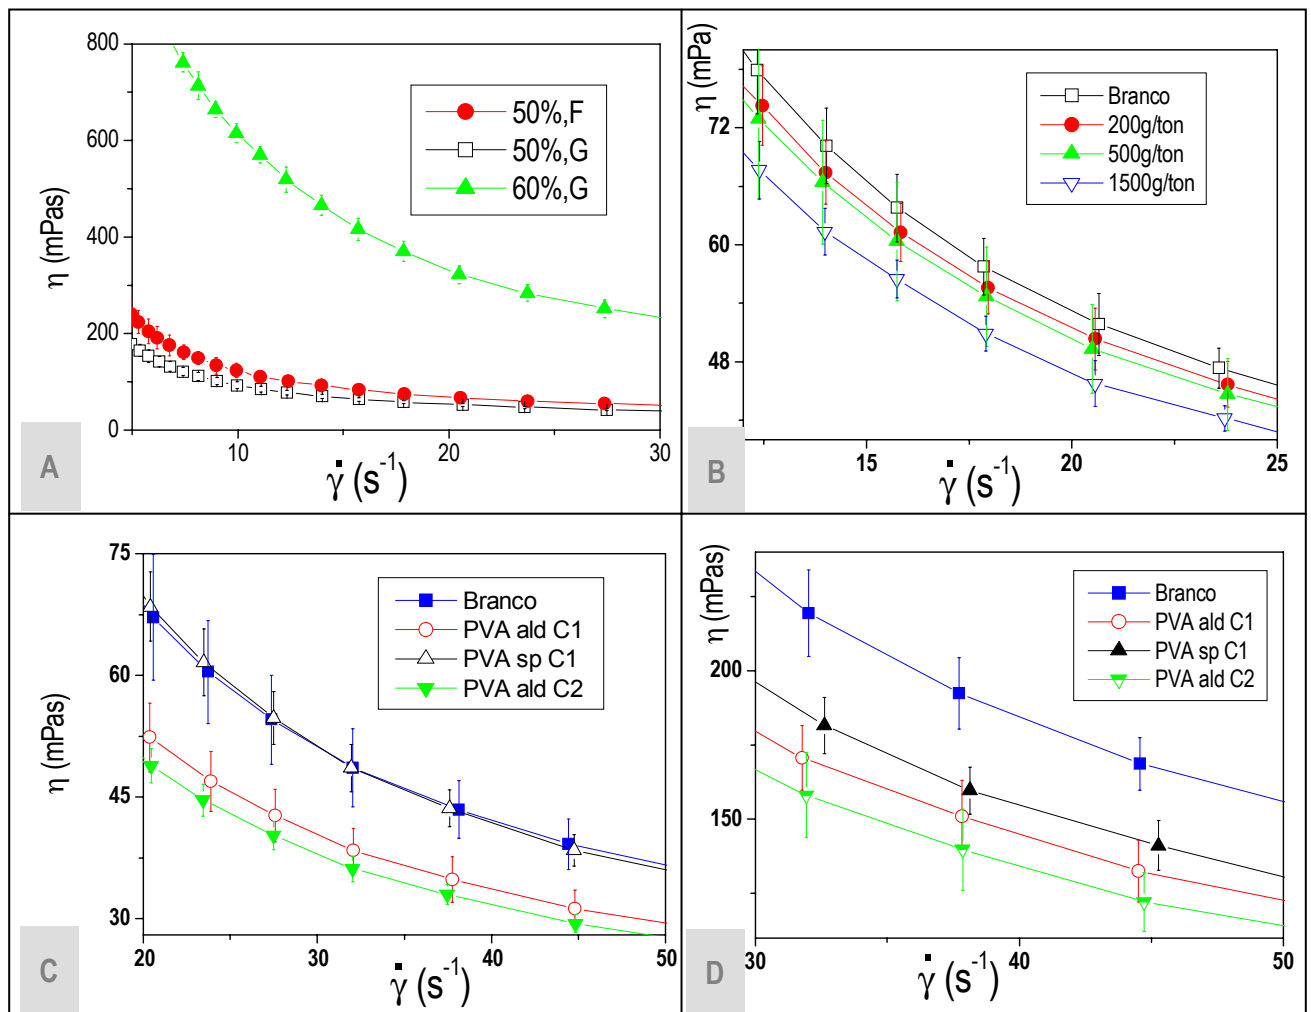 800
600
400
200
0
η (mPas)
50%,F
50%,G
60%,G
10
20
30
γ̇ (s⁻¹)
A
η (mPa)
72
60
48
Branco
200g/ton
500g/ton
1500g/ton
15
20
25
γ̇ (s⁻¹)
B
75
60
45
30
η (mPas)
Branco
PVA ald C1
PVA sp C1
PVA ald C2
20
30
40
50
γ̇ (s⁻¹)
C
η (mPas)
200
150
Branco
PVA ald C1
PVA sp C1
PVA ald C2
30
40
50
γ̇ (s⁻¹)
D